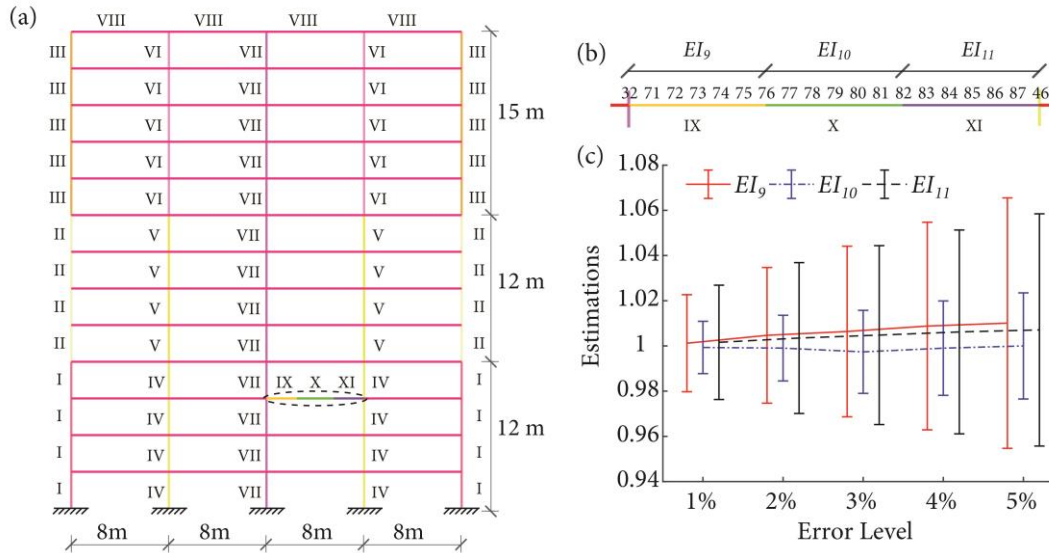 (a)
VIII VIII VIII VIII
III VI VII VI III
III VI VII VI III
III VI VII VI III
III VI VII VI III
III VI VII VI III
15 m
II V VII V II
II V VII V II
II V VII V II
II V VII V II
12 m
I IV VII IX X XI IV I
I IV VII IV I
I IV VII IV I
I IV VII IV I
12 m
8m 8m 8m 8m
(b)
EI9 EI10 EI11
32 71 72 73 74 75 76 77 78 79 80 81 82 83 84 85 86 87 46
IX X XI
(c)
1.08
1.06
1.04
1.02
1
0.98
0.96
0.94
Estimations
EI9 EI10 EI11
1% 2% 3% 4% 5%
Error Level